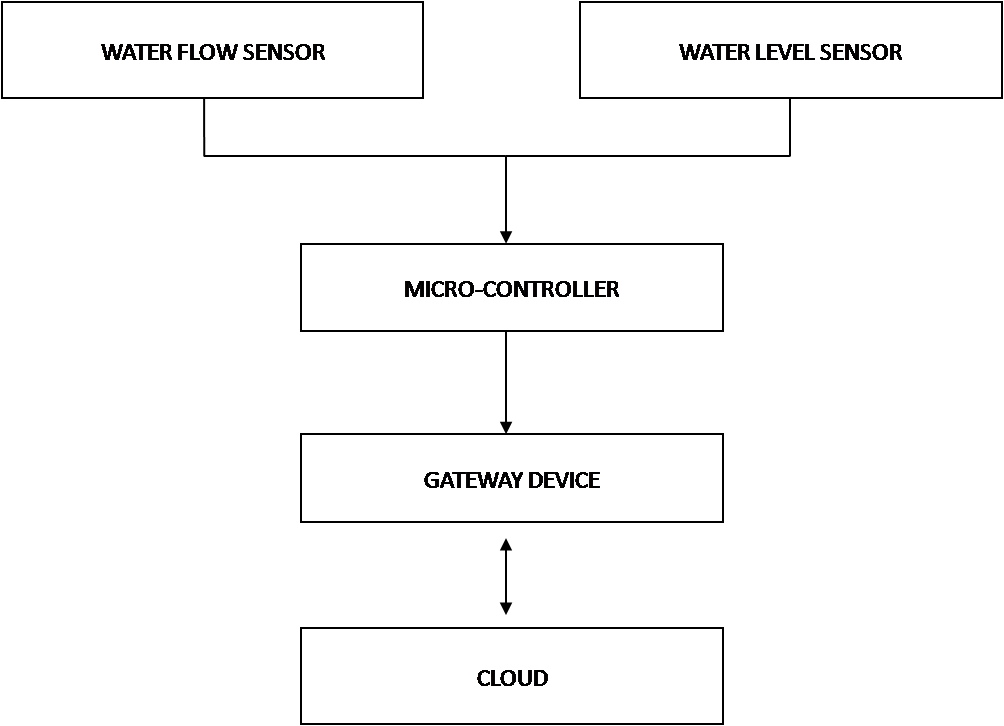 WATER FLOW SENSOR
WATER LEVEL SENSOR
MICRO-CONTROLLER
GATEWAY DEVICE
CLOUD